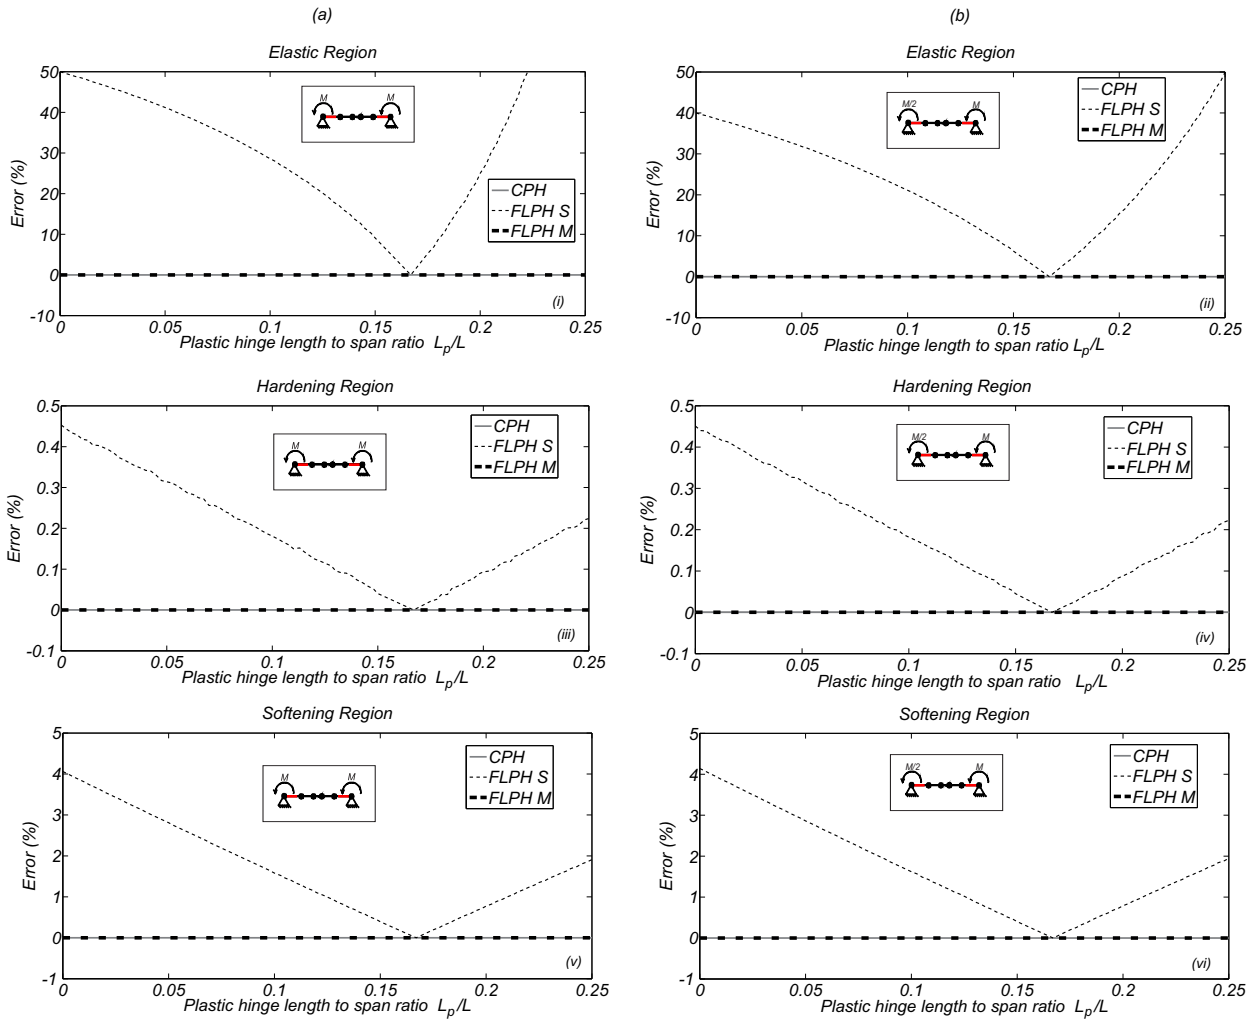 (a)
Elastic Region
50
40
30
20
10
0
-10
Error (%)
M M
CPH
FLPH S
FLPH M
(i)
0 0.05 0.1 0.15 0.2 0.25
Plastic hinge length to span ratio Lp/L
(b)
Elastic Region
50
40
30
20
10
0
-10
Error (%)
M/2 M
CPH
FLPH S
FLPH M
(ii)
0 0.05 0.1 0.15 0.2 0.25
Plastic hinge length to span ratio Lp/L
Hardening Region
0.5
0.4
0.3
0.2
0.1
0
-0.1
Error (%)
M M
CPH
FLPH S
FLPH M
(iii)
0 0.05 0.1 0.15 0.2 0.25
Plastic hinge length to span ratio Lp/L
Hardening Region
0.5
0.4
0.3
0.2
0.1
0
-0.1
Error (%)
M/2 M
CPH
FLPH S
FLPH M
(iv)
0 0.05 0.1 0.15 0.2 0.25
Plastic hinge length to span ratio Lp/L
Softening Region
5
4
3
2
1
0
-1
Error (%)
M M
CPH
FLPH S
FLPH M
(v)
0 0.05 0.1 0.15 0.2 0.25
Plastic hinge length to span ratio Lp/L
Softening Region
5
4
3
2
1
0
-1
Error (%)
M/2 M
CPH
FLPH S
FLPH M
(vi)
0 0.05 0.1 0.15 0.2 0.25
Plastic hinge length to span ratio Lp/L